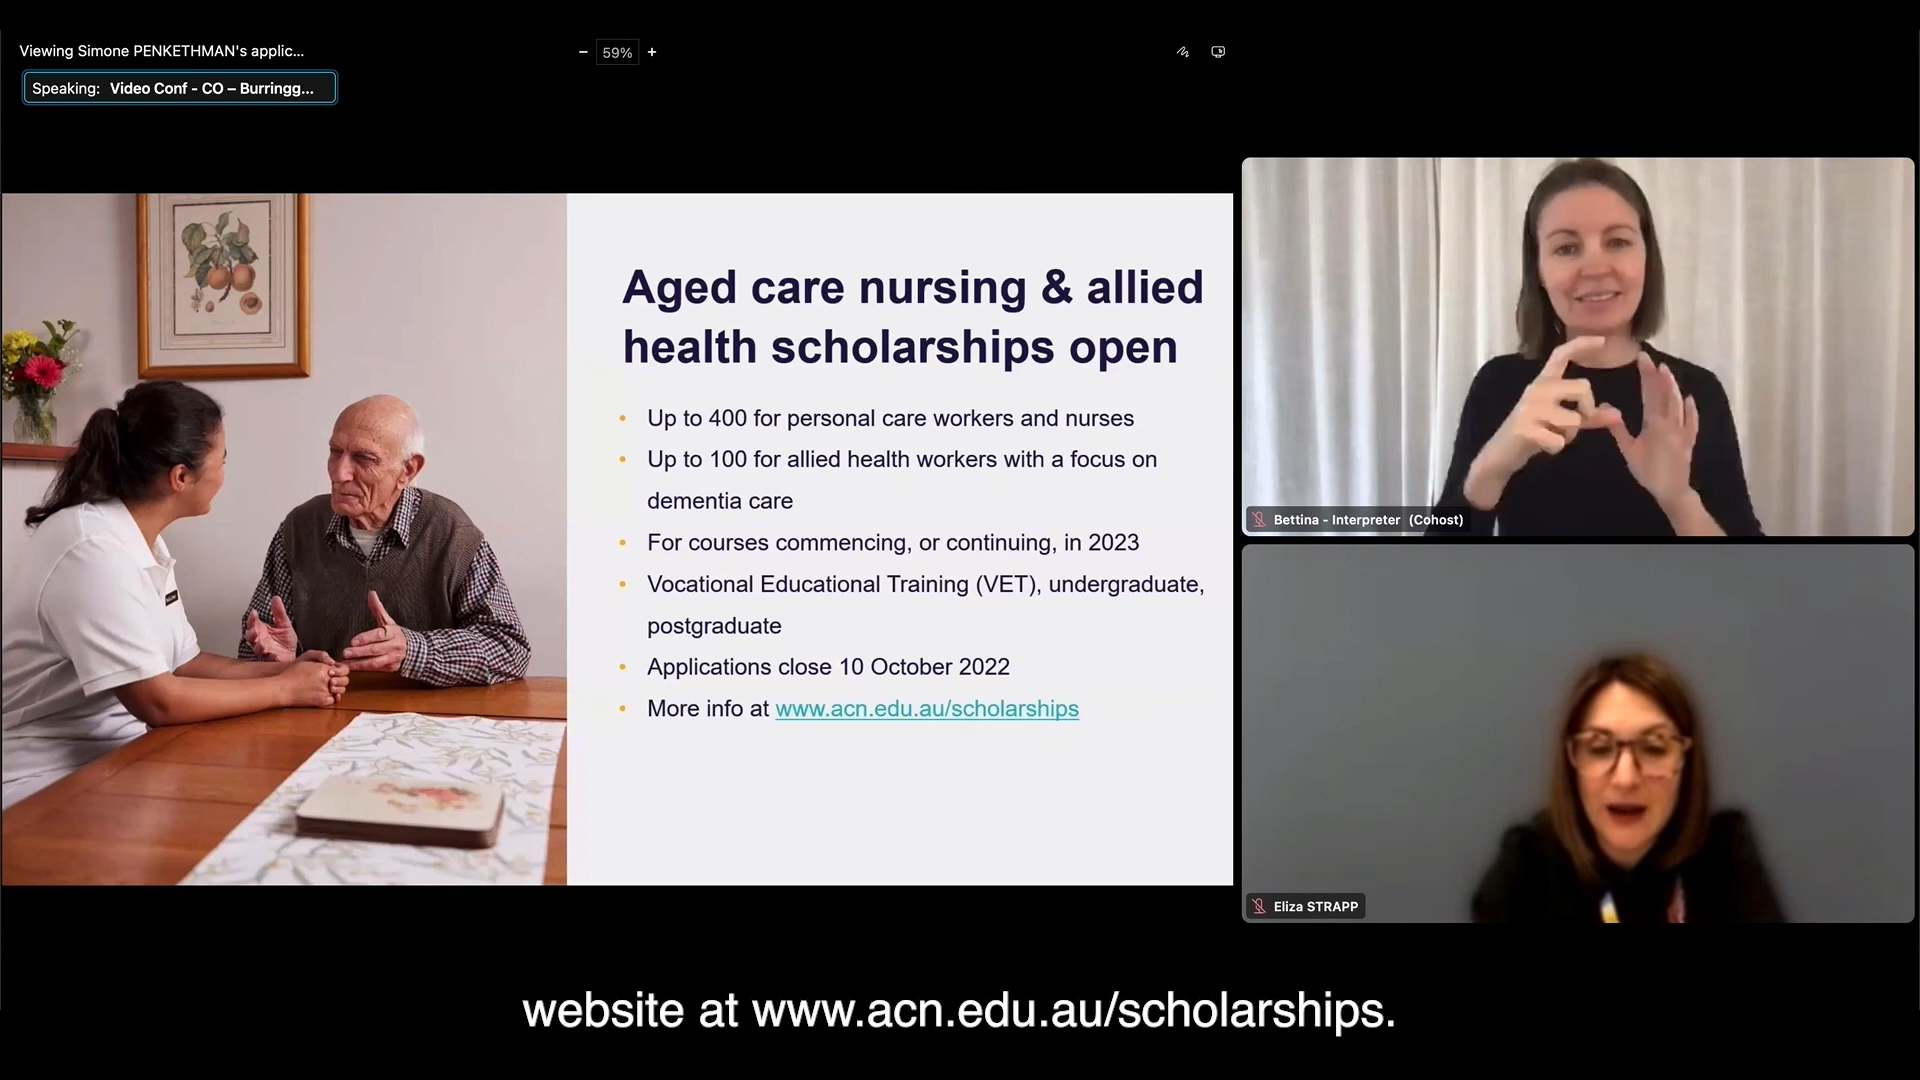 Viewing Simone PENKETHMAN's applic...
Speaking: Video Conf - CO – Burringg...
− 59% +
Aged care nursing & allied
health scholarships open
• Up to 400 for personal care workers and nurses
• Up to 100 for allied health workers with a focus on
dementia care
• For courses commencing, or continuing, in 2023
• Vocational Educational Training (VET), undergraduate,
postgraduate
• Applications close 10 October 2022
• More info at www.acn.edu.au/scholarships
Bettina - Interpreter (Cohost)
Eliza STRAPP
website at www.acn.edu.au/scholarships.